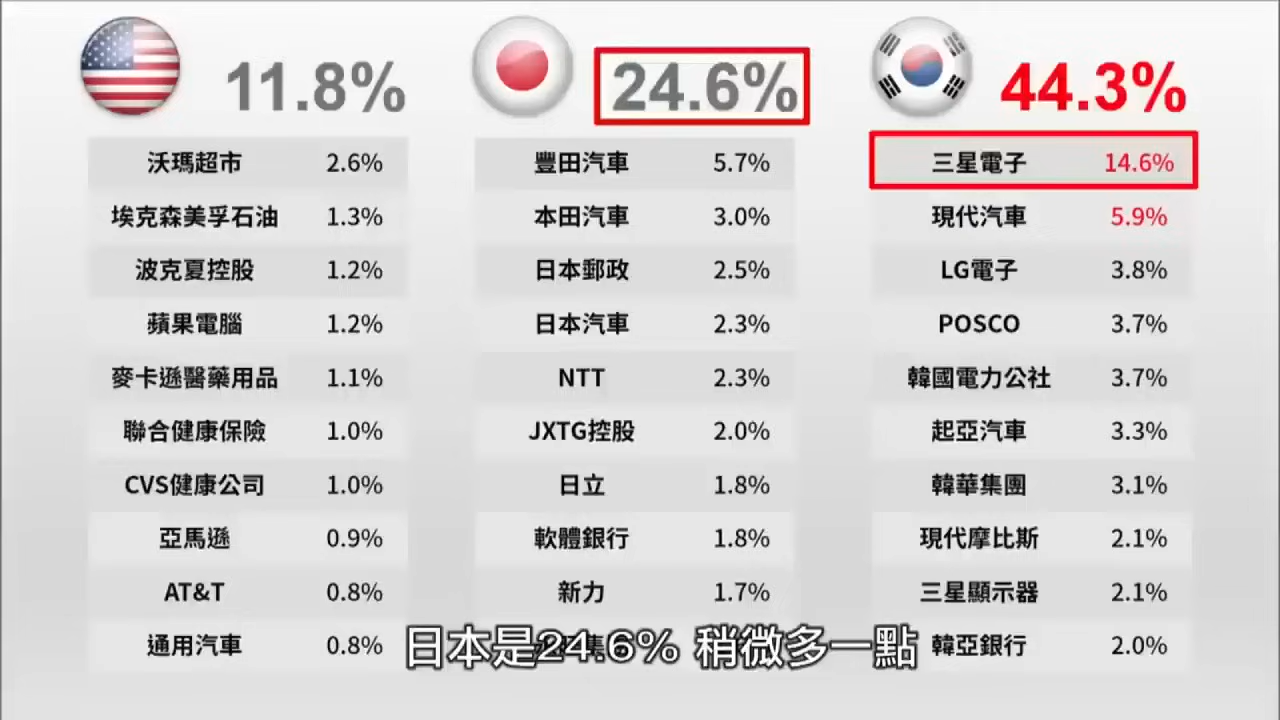 11.8%
沃瑪超市 2.6%
埃克森美孚石油 1.3%
波克夏控股 1.2%
蘋果電腦 1.2%
麥卡遜醫藥用品 1.1%
聯合健康保險 1.0%
CVS健康公司 1.0%
亞馬遜 0.9%
AT&T 0.8%
通用汽車 0.8%
24.6%
豐田汽車 5.7%
本田汽車 3.0%
日本郵政 2.5%
日本汽車 2.3%
NTT 2.3%
JXTG控股 2.0%
日立 1.8%
軟體銀行 1.8%
新力 1.7%
44.3%
三星電子 14.6%
現代汽車 5.9%
LG電子 3.8%
POSCO 3.7%
韓國電力公社 3.7%
起亞汽車 3.3%
韓華集團 3.1%
現代摩比斯 2.1%
三星顯示器 2.1%
韓亞銀行 2.0%
日本是24.6% 稍微多一點